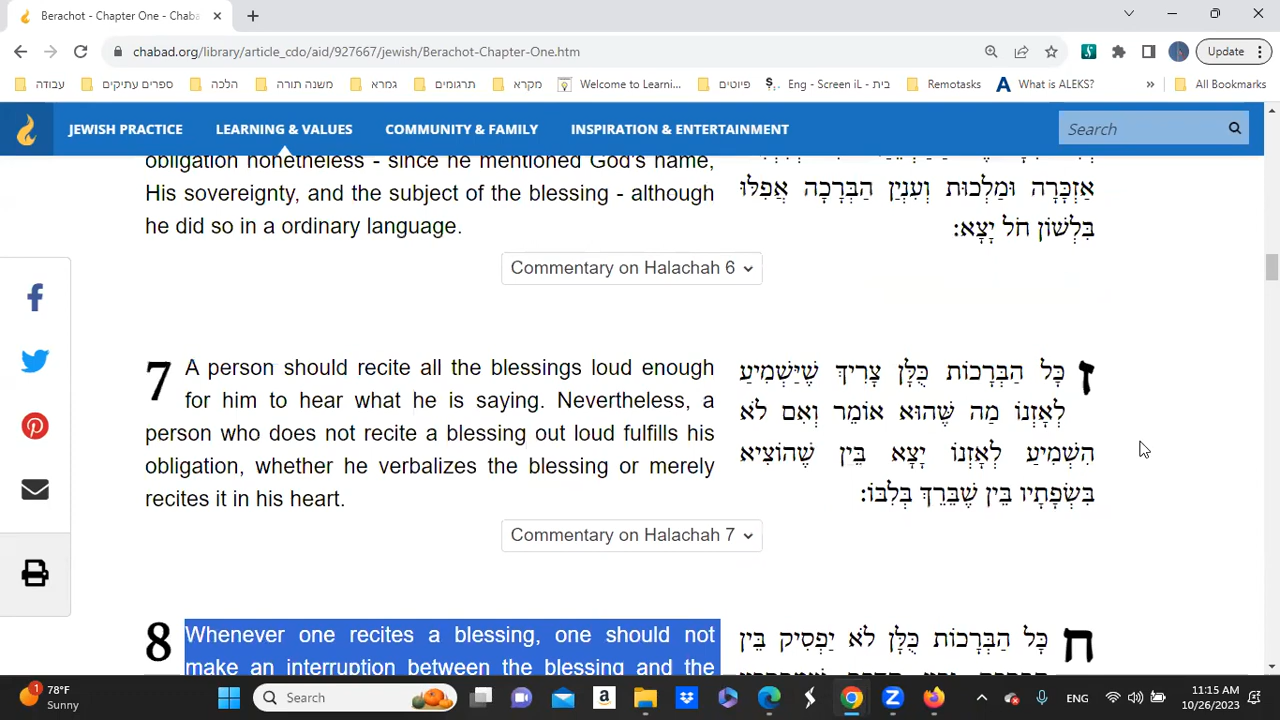 Berachot - Chapter One - Chaba
chabad.org/library/article_cdo/aid/927667/jewish/Berachot-Chapter-One.htm
Update
עבודה
ספרים עתיקים
הלכה
משנה תורה
גמרא
תרגומים
מקרא
Welcome to Learni...
פיוטים
Eng - Screen iL - בית
Remotasks
What is ALEKS?
All Bookmarks
JEWISH PRACTICE
LEARNING & VALUES
COMMUNITY & FAMILY
INSPIRATION & ENTERTAINMENT
Search
obligation nonetheless - since he mentioned God's name,
His sovereignty, and the subject of the blessing - although
he did so in a ordinary language.
אַזְכָּרָה וּמַלְכוּת וְעִנְיַן הַבְּרָכָה אֲפִלּוּ
בִּלְשׁוֹן חֹל יָצָא:
Commentary on Halachah 6
7 A person should recite all the blessings loud enough
for him to hear what he is saying. Nevertheless, a
person who does not recite a blessing out loud fulfills his
obligation, whether he verbalizes the blessing or merely
recites it in his heart.
ז כָּל הַבְּרָכוֹת כֻּלָּן צָרִיךְ שֶׁיַּשְׁמִיעַ
לְאָזְנוֹ מַה שֶּׁהוּא אוֹמֵר וְאִם לֹא
הִשְׁמִיעַ לְאָזְנוֹ יָצָא בֵּין שֶׁהוֹצִיא
בִּשְׂפָתָיו בֵּין שֶׁבֵּרֵךְ בְּלִבּוֹ:
Commentary on Halachah 7
8 Whenever one recites a blessing, one should not
make an interruption between the blessing and the
ח כָּל הַבְּרָכוֹת כֻּלָּן לֹא יַפְסִיק בֵּין
78°F
Sunny
Search
ENG
11:15 AM
10/26/2023